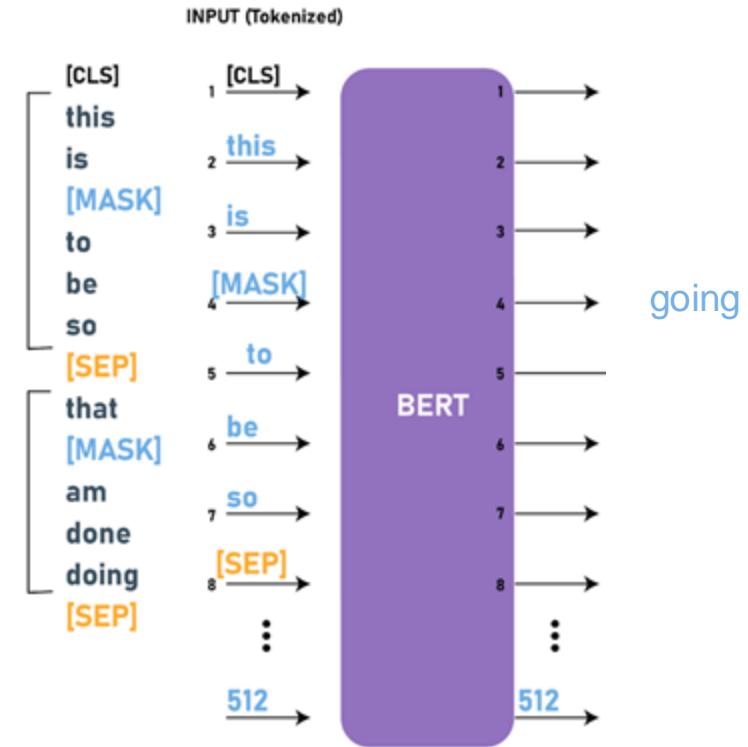 INPUT (Tokenized)
[CLS]
this
is
[MASK]
to
be
so
[SEP]
that
[MASK]
am
done
doing
[SEP]
1 [CLS]
2 this
3 is
4 [MASK]
5 to
6 be
7 so
8 [SEP]
512
BERT
1
2
3
4
5
6
7
8
512
going